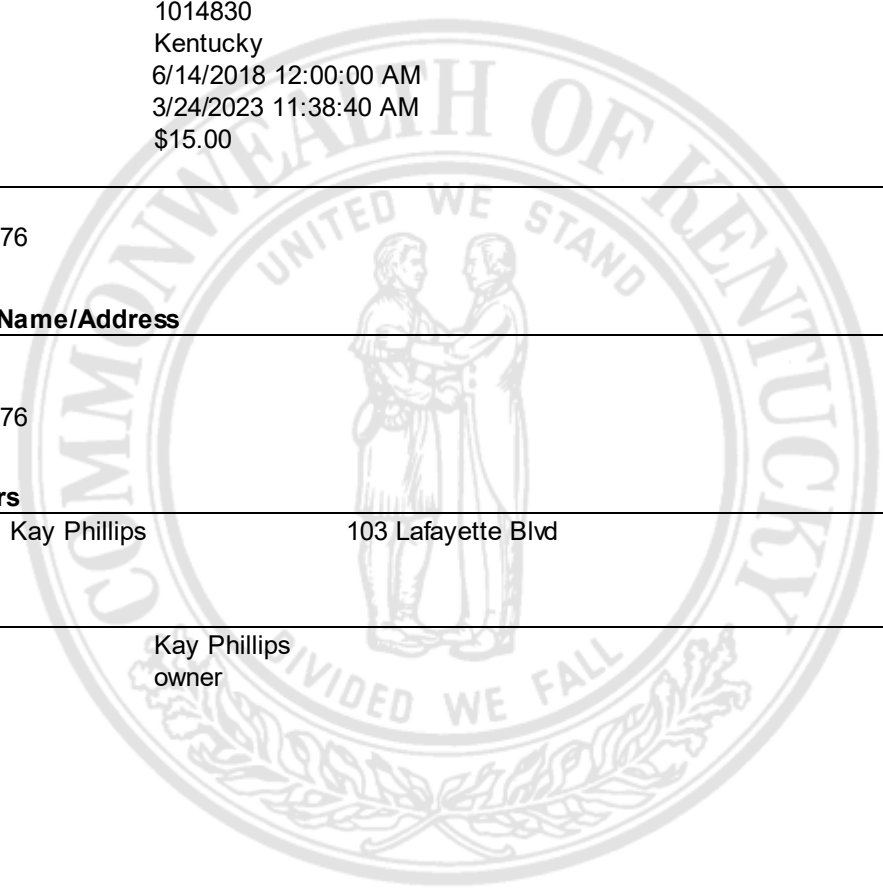 1014830
Kentucky
6/14/2018 12:00:00 AM
3/24/2023 11:38:40 AM
$15.00
76
Name/Address
76
rs
Kay Phillips 103 Lafayette Blvd
Kay Phillips
owner
COMMONWEALTH OF KENTUCKY
UNITED WE STAND
DIVIDED WE FALL